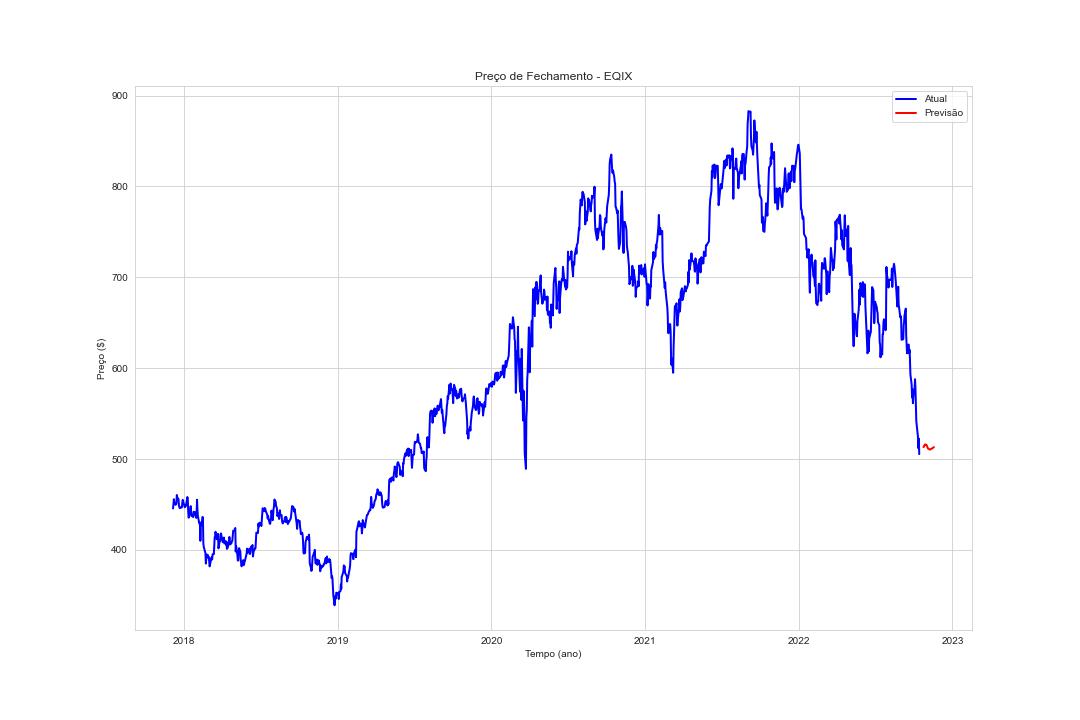 Preço de Fechamento - EQIX
Atual
Previsão
900
800
700
600
500
400
Preço ($)
2018 2019 2020 2021 2022 2023
Tempo (ano)